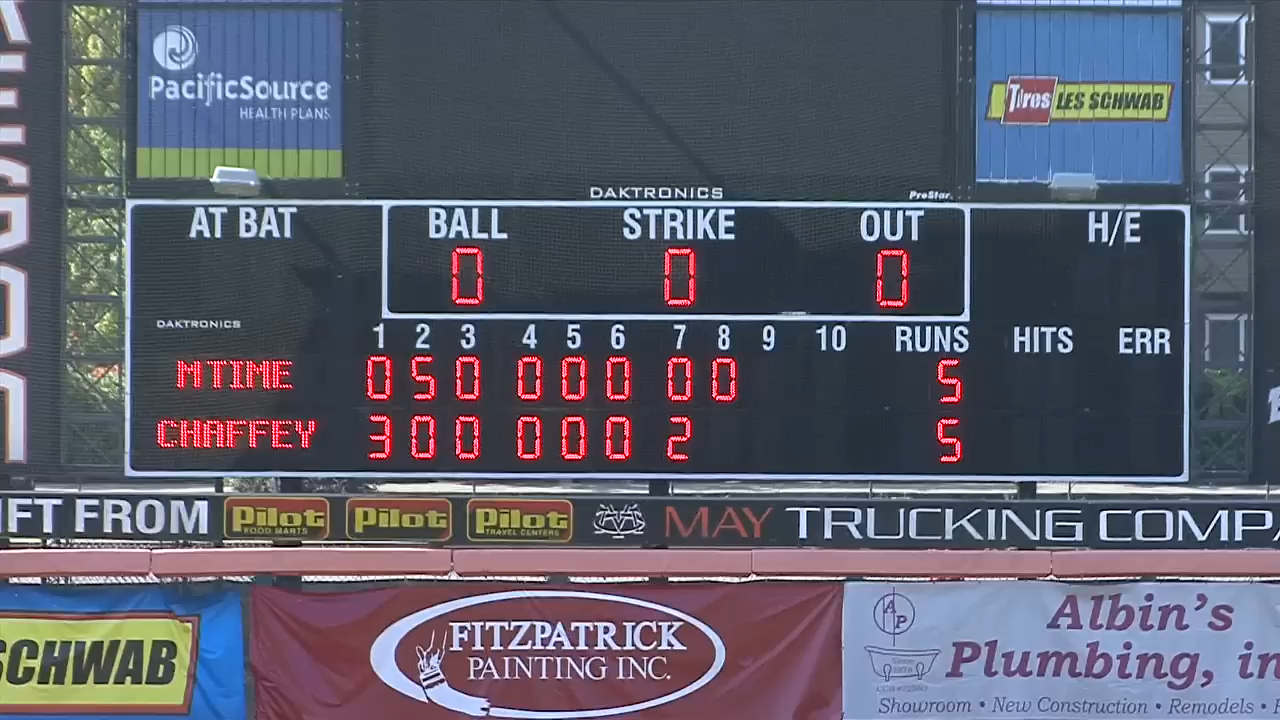 PacificSource
HEALTH PLANS
Tires LES SCHWAB
DAKTRONICS
ProStar
AT BAT BALL STRIKE OUT H/E
0 0 0
DAKTRONICS
1 2 3 4 5 6 7 8 9 10 RUNS HITS ERR
MTIME 0 5 0 0 0 0 0 0 5
CHAFFEY 3 0 0 0 0 0 2 5
IFT FROM Pilot FOOD MARTS Pilot Pilot TRAVEL CENTERS MAY TRUCKING COMPA
SCHWAB
FITZPATRICK
PAINTING INC.
AP
Albin's
Plumbing, in
Showroom • New Construction • Remodels •